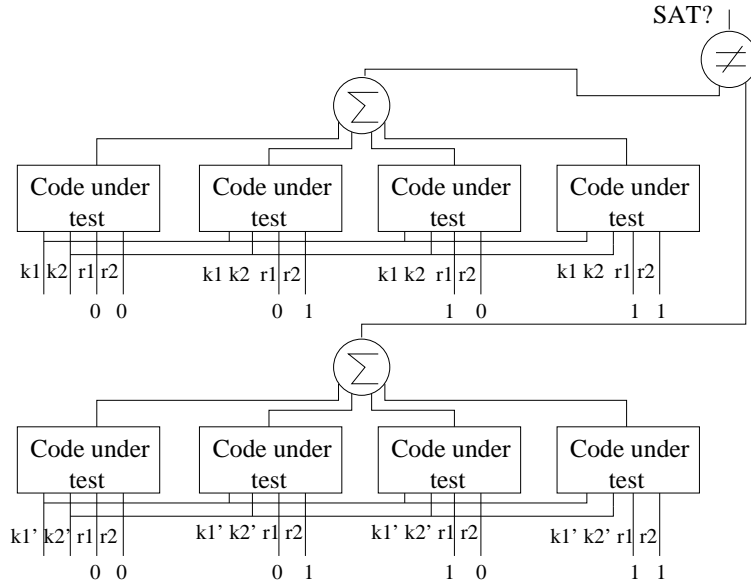 SAT?
≠
Σ
Code under test
Code under test
Code under test
Code under test
k1 k2 r1 r2
k1 k2 r1 r2
k1 k2 r1 r2
k1 k2 r1 r2
0 0
0 1
1 0
1 1
Σ
Code under test
Code under test
Code under test
Code under test
k1’ k2’ r1 r2
k1’ k2’ r1 r2
k1’ k2’ r1 r2
k1’ k2’ r1 r2
0 0
0 1
1 0
1 1